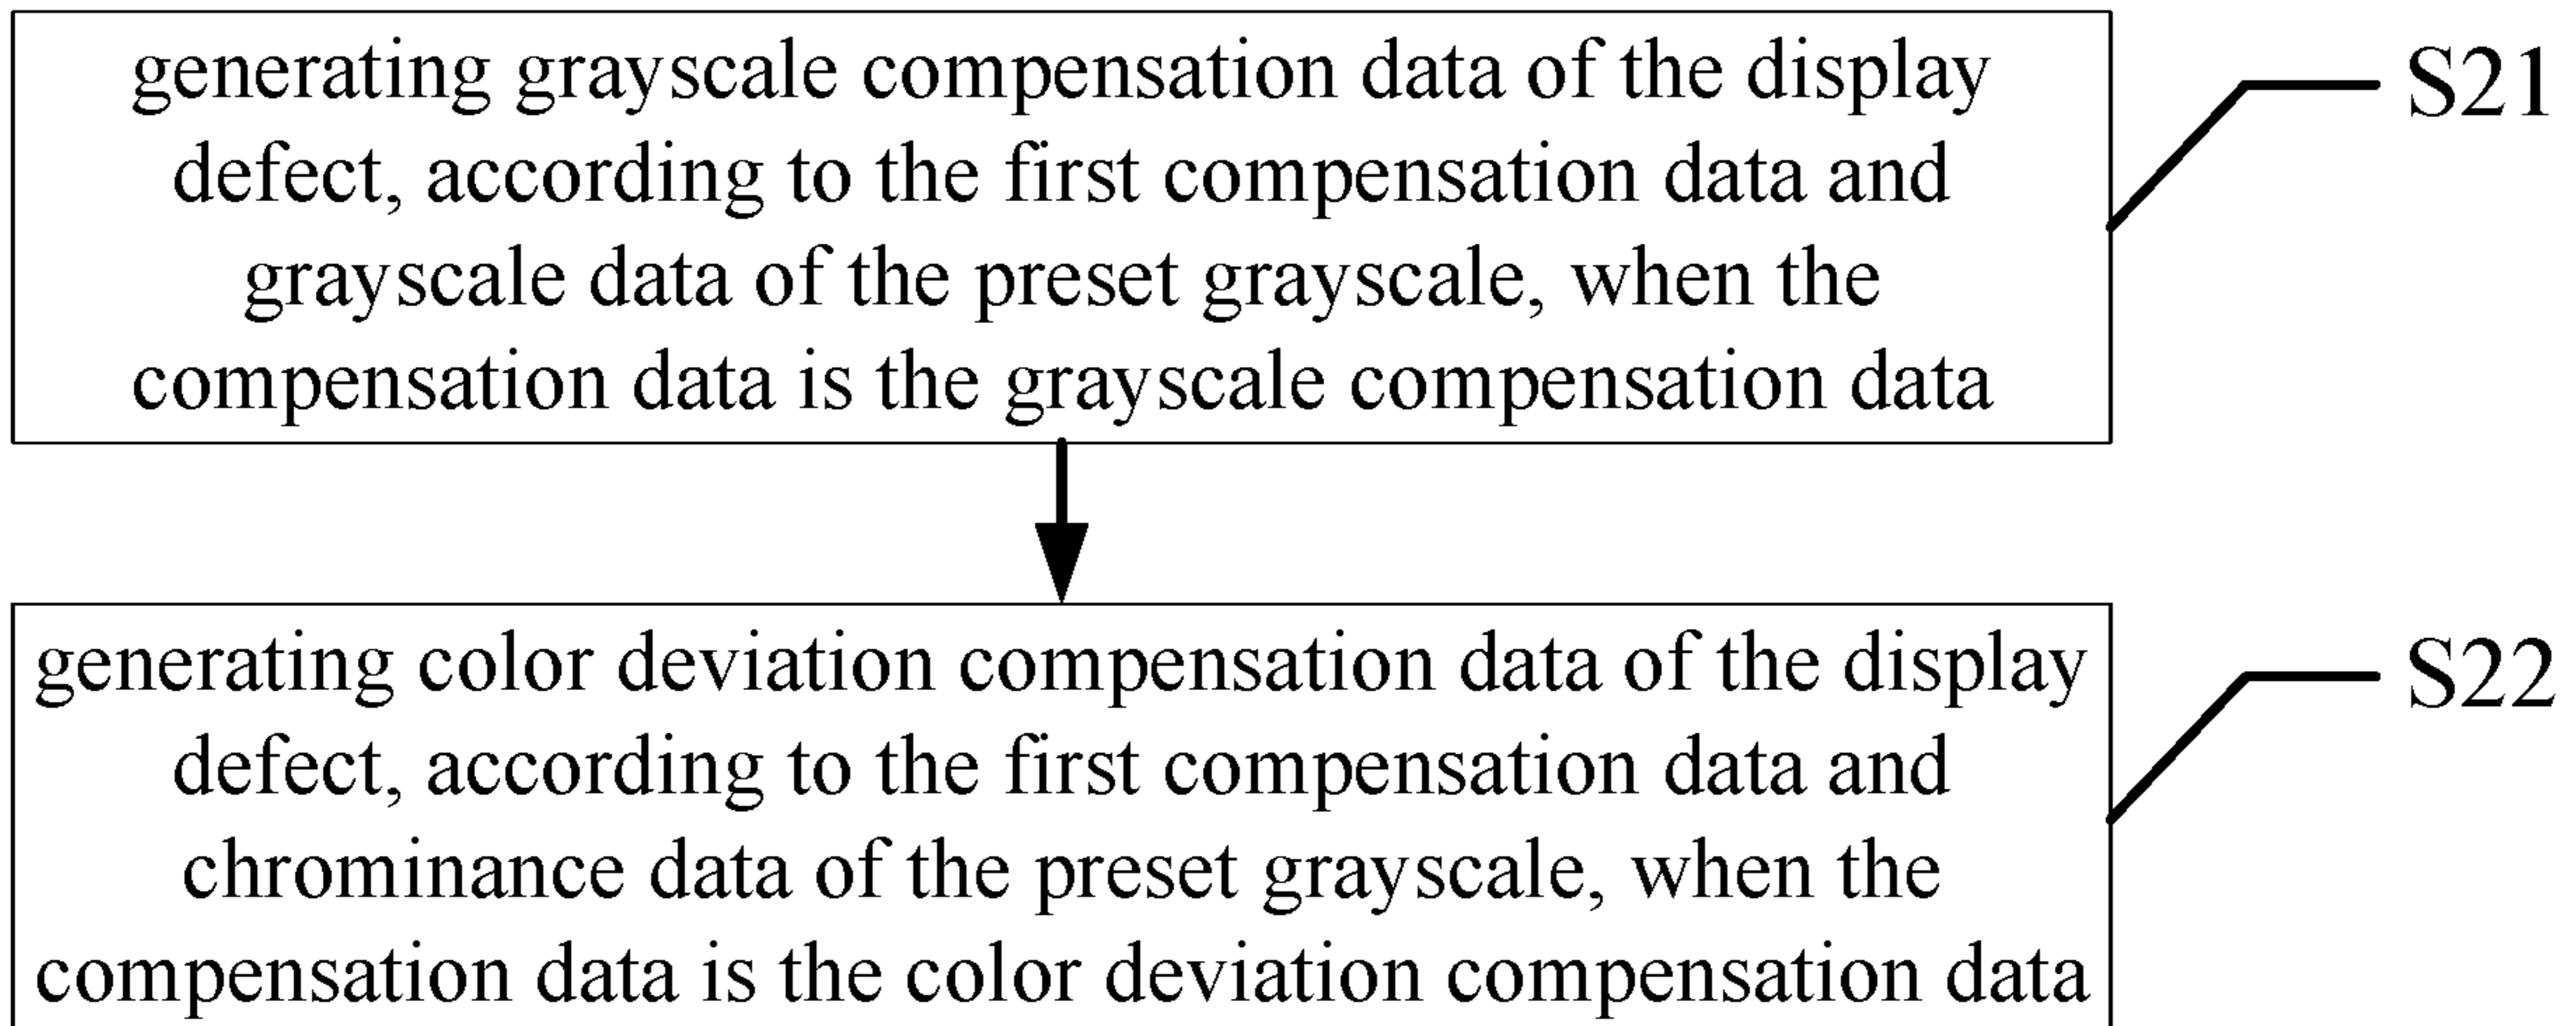 generating grayscale compensation data of the display
defect, according to the first compensation data and
grayscale data of the preset grayscale, when the
compensation data is the grayscale compensation data
S21
generating color deviation compensation data of the display
defect, according to the first compensation data and
chrominance data of the preset grayscale, when the
compensation data is the color deviation compensation data
S22